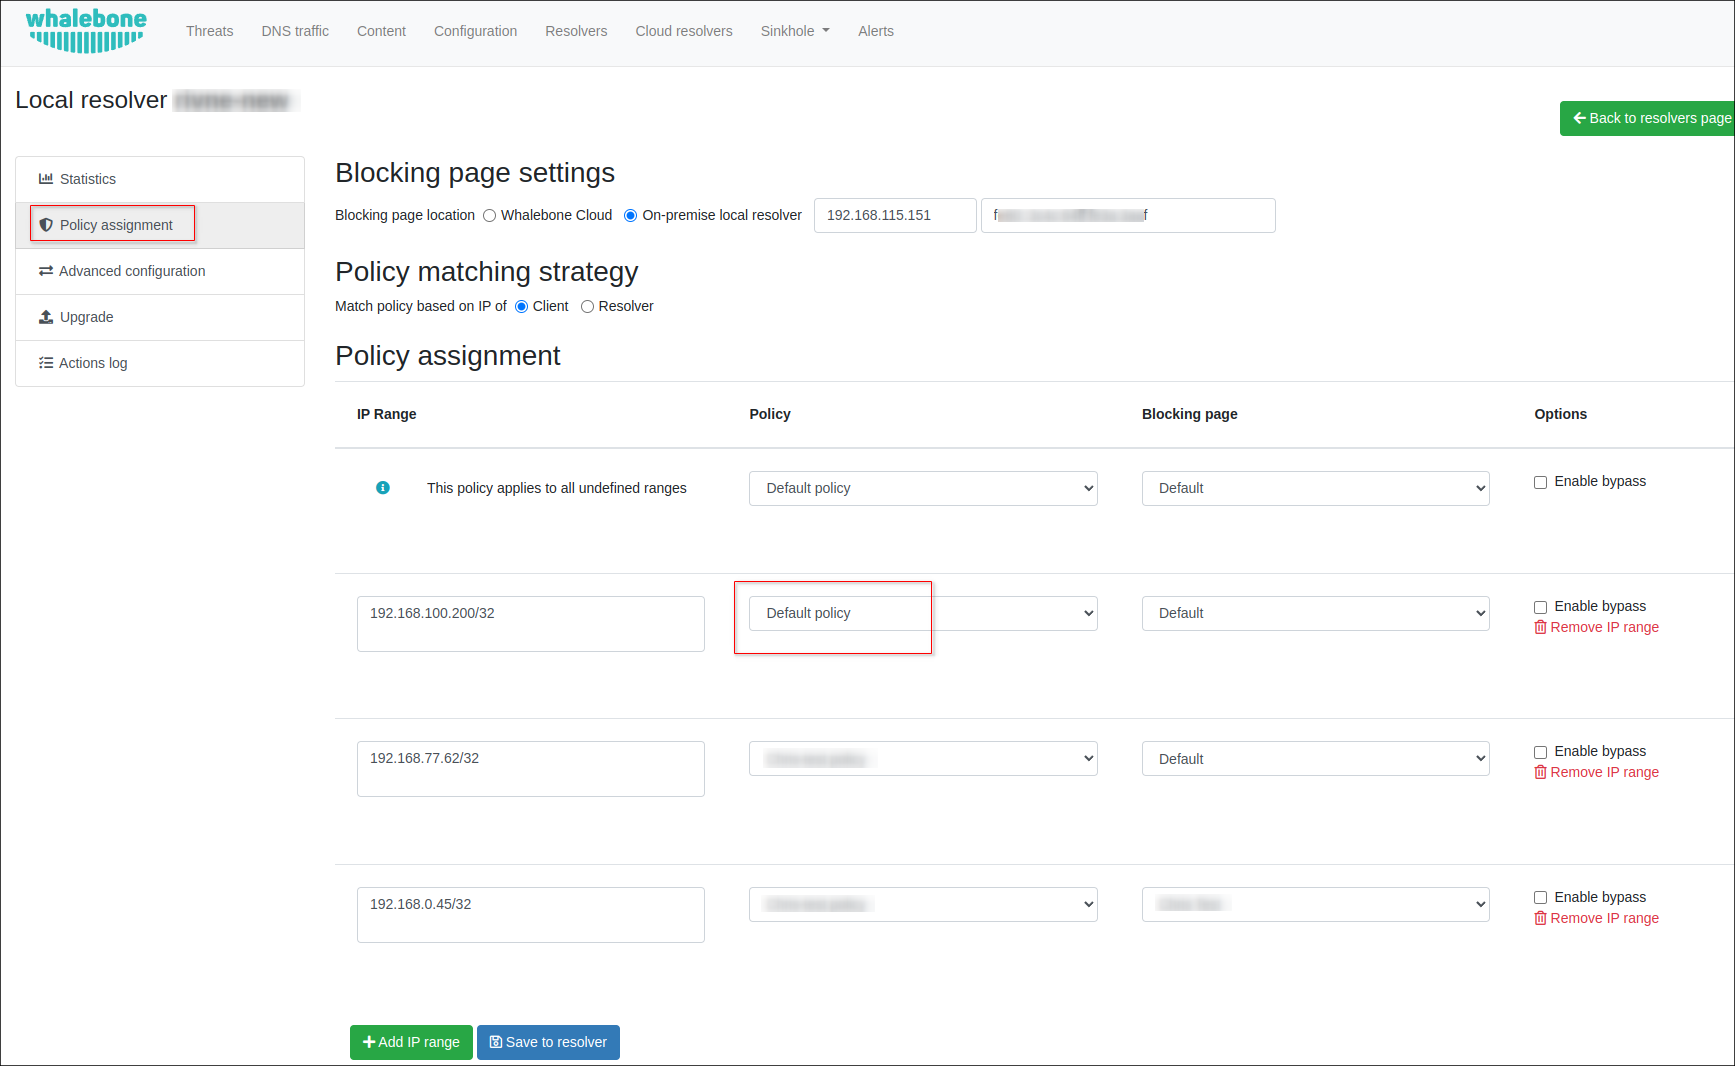 whalebone
Threats DNS traffic Content Configuration Resolvers Cloud resolvers Sinkhole Alerts
Local resolver
Back to resolvers page
Statistics
Policy assignment
Advanced configuration
Upgrade
Actions log
Blocking page settings
Blocking page location Whalebone Cloud On-premise local resolver 192.168.115.151
Policy matching strategy
Match policy based on IP of Client Resolver
Policy assignment
IP Range Policy Blocking page Options
This policy applies to all undefined ranges Default policy Default Enable bypass
192.168.100.200/32 Default policy Default Enable bypass
Remove IP range
192.168.77.62/32 Default Enable bypass
Remove IP range
192.168.0.45/32 Enable bypass
Remove IP range
Add IP range Save to resolver